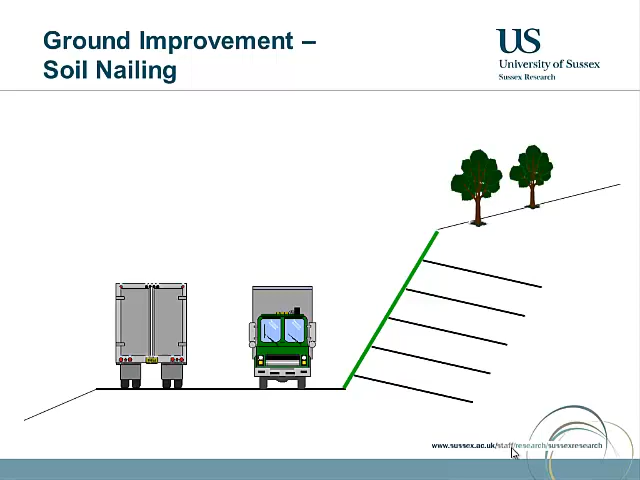 Ground Improvement –
Soil Nailing
US
University of Sussex
Sussex Research
www.sussex.ac.uk/staff/research/sussexresearch